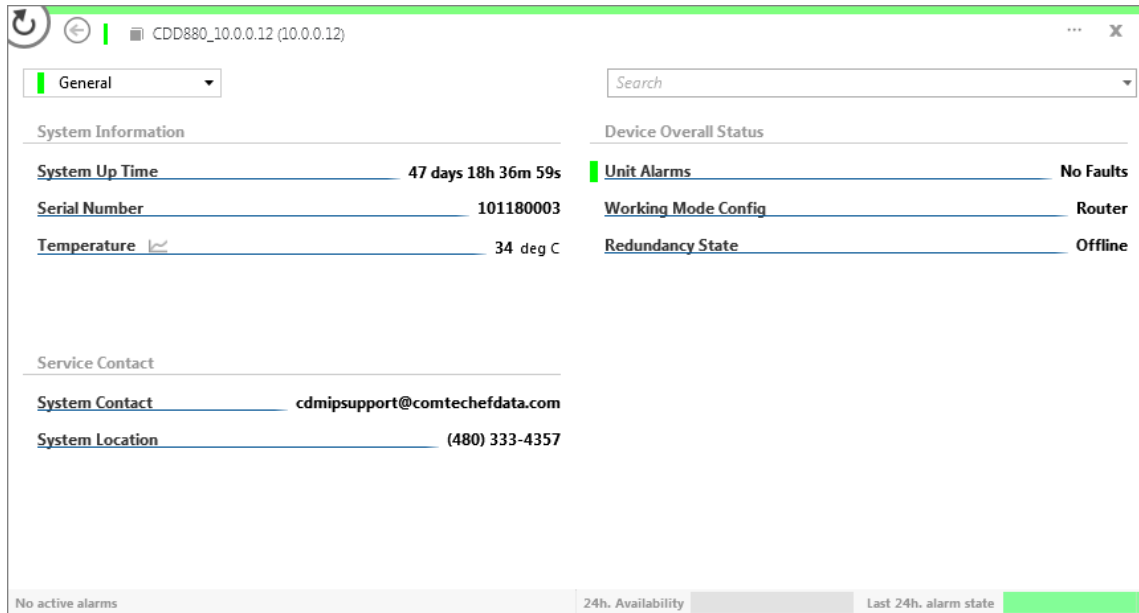 CDD880_10.0.0.12 (10.0.0.12)
... X
General
Search
System Information
System Up Time 47 days 18h 36m 59s
Serial Number 101180003
Temperature 34 deg C
Device Overall Status
Unit Alarms No Faults
Working Mode Config Router
Redundancy State Offline
Service Contact
System Contact cdmipsupport@comtechefdata.com
System Location (480) 333-4357
No active alarms 24h. Availability Last 24h. alarm state